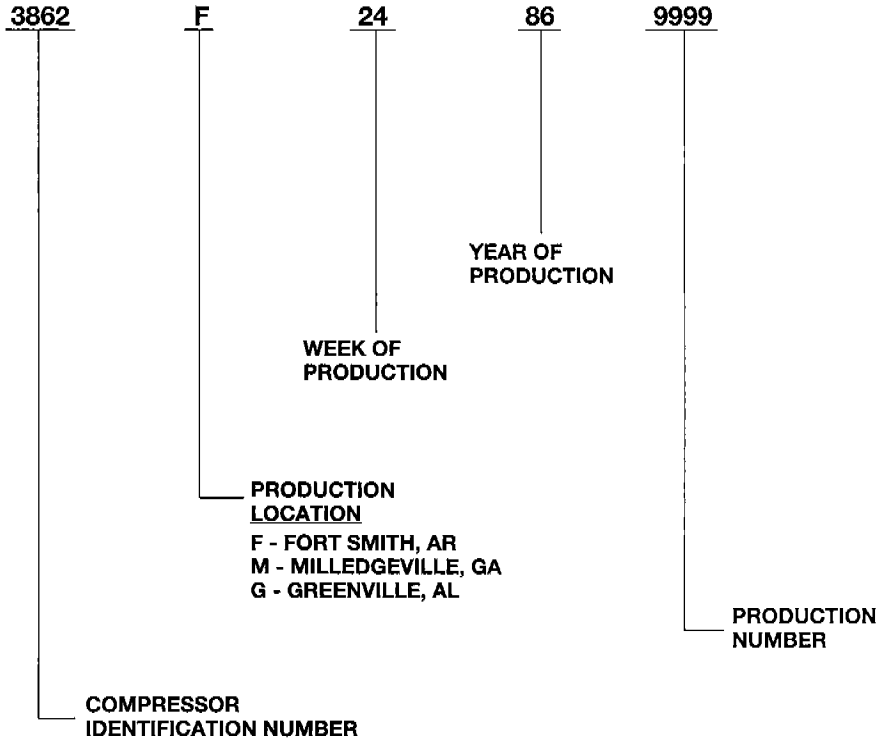 3862 F 24 86 9999
YEAR OF
PRODUCTION
WEEK OF
PRODUCTION
PRODUCTION
LOCATION
F - FORT SMITH, AR
M - MILLEDGEVILLE, GA
G - GREENVILLE, AL
PRODUCTION
NUMBER
COMPRESSOR
IDENTIFICATION NUMBER